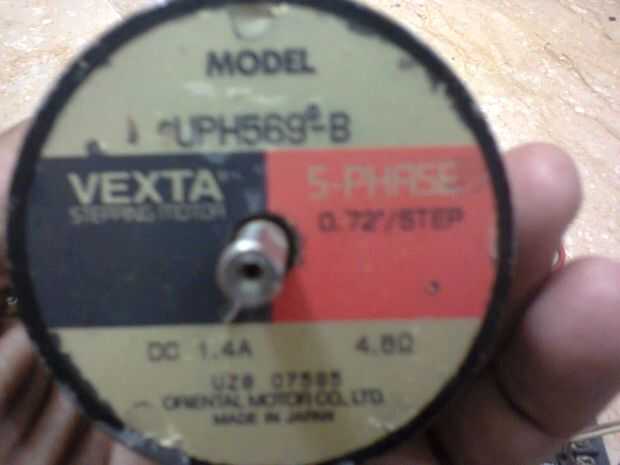 MODEL
UPH569-B
VEXTA
STEPPING MOTOR
5-PHASE
0.72°/STEP
DC 1.4A 4.8Ω
ORIENTAL MOTOR CO., LTD.
MADE IN JAPAN